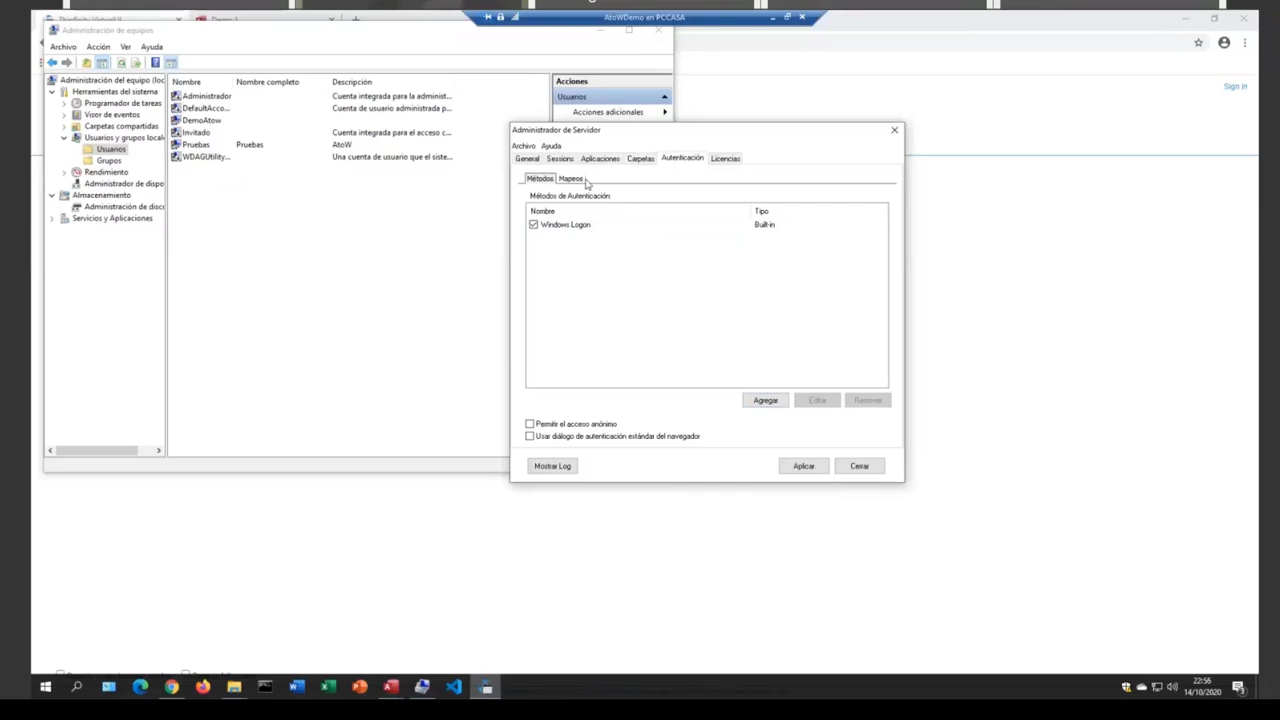 AtoWDemo en PCCASA
Administración de equipos
Archivo Acción Ver Ayuda
Sign in
Administración del equipo (loc
Herramientas del sistema
Programador de tareas
Visor de eventos
Carpetas compartidas
Usuarios y grupos locale
Usuarios
Grupos
Rendimiento
Administrador de dispo
Almacenamiento
Administración de disco
Servicios y Aplicaciones
Nombre Nombre completo Descripción
Administrador Cuenta integrada para la administ...
DefaultAcco... Cuenta de usuario administrada p...
DemoAtow
Invitado Cuenta integrada para el acceso c...
Pruebas Pruebas AtoW
WDAGUtility... Una cuenta de usuario que el siste...
Acciones
Usuarios
Acciones adicionales
Administrador de Servidor
Archivo Ayuda
General Sessions Aplicaciones Carpetas Autenticación Licencias
Métodos Mapeos
Métodos de Autenticación:
Nombre Tipo
Windows Logon Built-in
Agregar Editar Remover
Permitir el acceso anónimo
Usar diálogo de autenticación estándar del navegador
Mostrar Log Aplicar Cerrar
22:56
14/10/2020